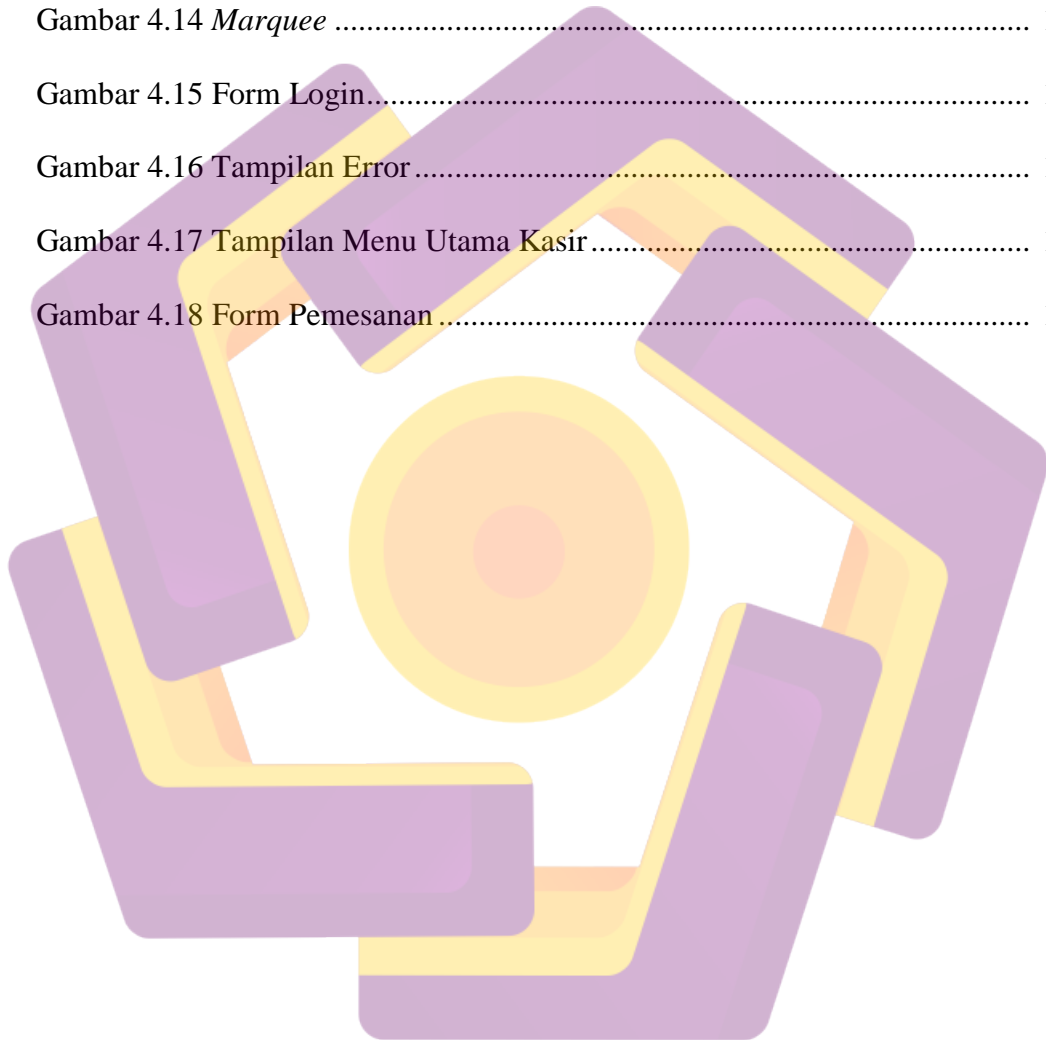 Gambar 4.14 Marquee ........................................................................................
Gambar 4.15 Form Login....................................................................................
Gambar 4.16 Tampilan Error ..............................................................................
Gambar 4.17 Tampilan Menu Utama Kasir .......................................................
Gambar 4.18 Form Pemesanan ...........................................................................